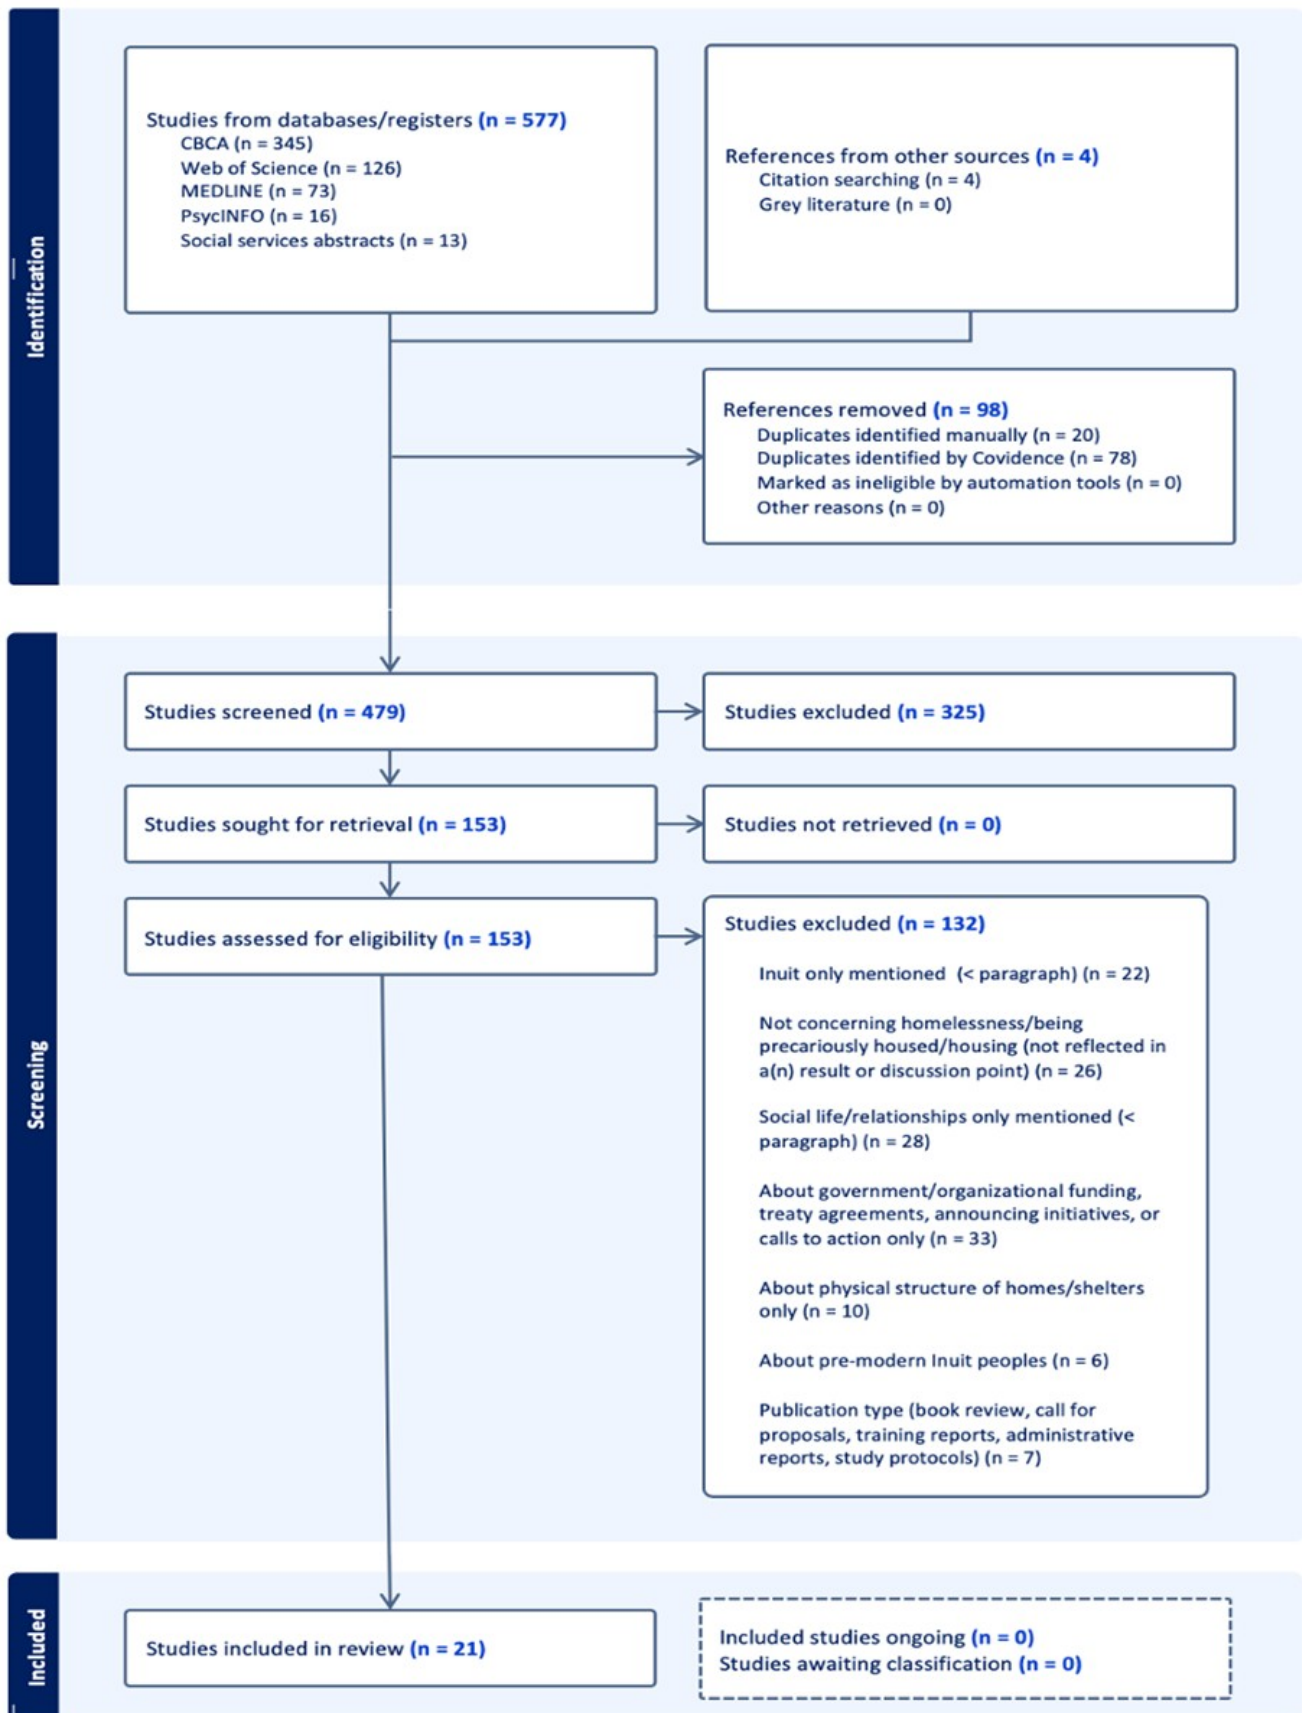 Identification
Studies from databases/registers (n = 577)
CBCA (n = 345)
Web of Science (n = 126)
MEDLINE (n = 73)
PsycINFO (n = 16)
Social services abstracts (n = 13)
References from other sources (n = 4)
Citation searching (n = 4)
Grey literature (n = 0)
References removed (n = 98)
Duplicates identified manually (n = 20)
Duplicates identified by Covidence (n = 78)
Marked as ineligible by automation tools (n = 0)
Other reasons (n = 0)
Screening
Studies screened (n = 479)
Studies excluded (n = 325)
Studies sought for retrieval (n = 153)
Studies not retrieved (n = 0)
Studies assessed for eligibility (n = 153)
Studies excluded (n = 132)
Inuit only mentioned (< paragraph) (n = 22)
Not concerning homelessness/being
precariously housed/housing (not reflected in
a(n) result or discussion point) (n = 26)
Social life/relationships only mentioned (<
paragraph) (n = 28)
About government/organizational funding,
treaty agreements, announcing initiatives, or
calls to action only (n = 33)
About physical structure of homes/shelters
only (n = 10)
About pre-modern Inuit peoples (n = 6)
Publication type (book review, call for
proposals, training reports, administrative
reports, study protocols) (n = 7)
Included
Studies included in review (n = 21)
Included studies ongoing (n = 0)
Studies awaiting classification (n = 0)